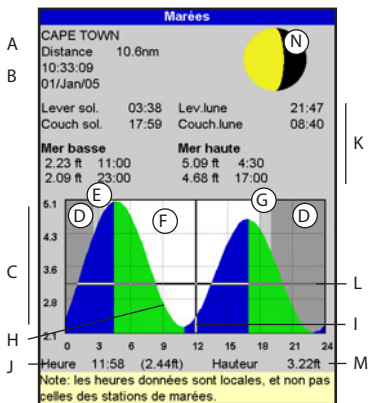 Marées
A CAPE TOWN N
Distance 10.6nm
B 10:33:09
01/Jan/05
Lever sol. 03:38 Lev.lune 21:47
Couch sol. 17:59 Couch.lune 08:40
K
Mer basse Mer haute
2.23 ft 11:00 5.09 ft 4:30
2.09 ft 23:00 4.68 ft 17:00
E G
5.1 D F D
4.3
C 3.6 L
2.8
H I
2.1
0 3 6 9 12 15 18 20 22 24
J Heure 11:58 (2.44ft) Hauteur 3.22ft M
Note: les heures données sont locales, et non pas
celles des stations de marées.